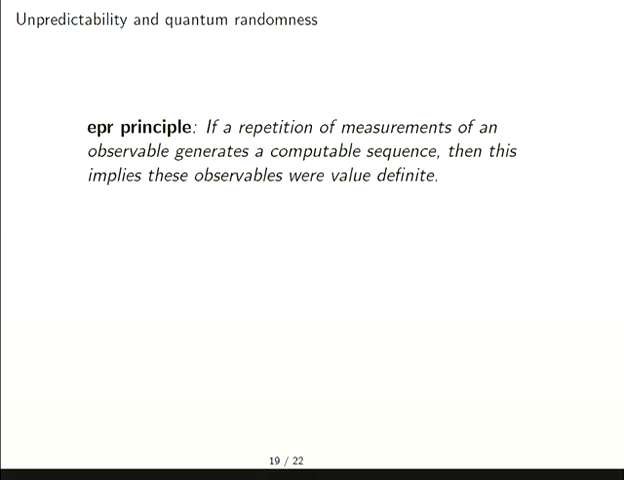 Unpredictability and quantum randomness
epr principle: If a repetition of measurements of an
observable generates a computable sequence, then this
implies these observables were value definite.
19 / 22